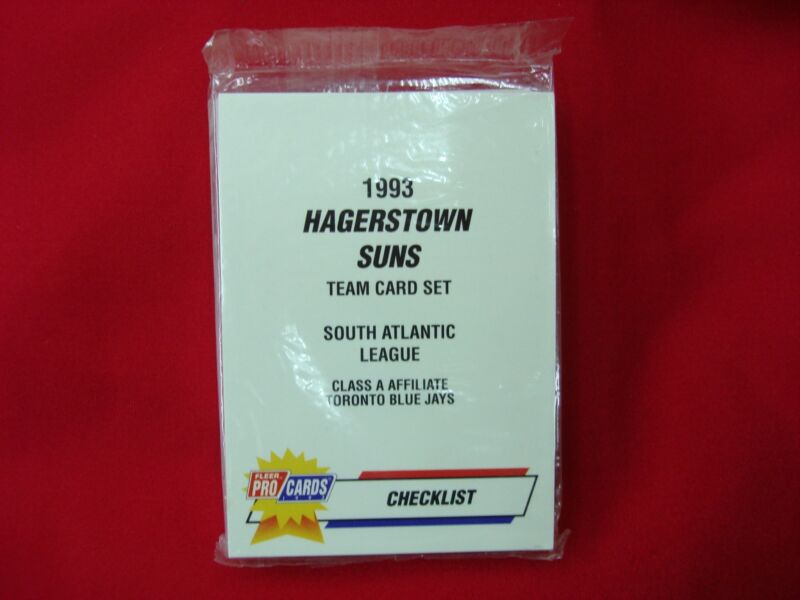 1993
HAGERSTOWN
SUNS
TEAM CARD SET
SOUTH ATLANTIC
LEAGUE
CLASS A AFFILIATE
TORONTO BLUE JAYS
FLEER
PRO CARDS
CHECKLIST